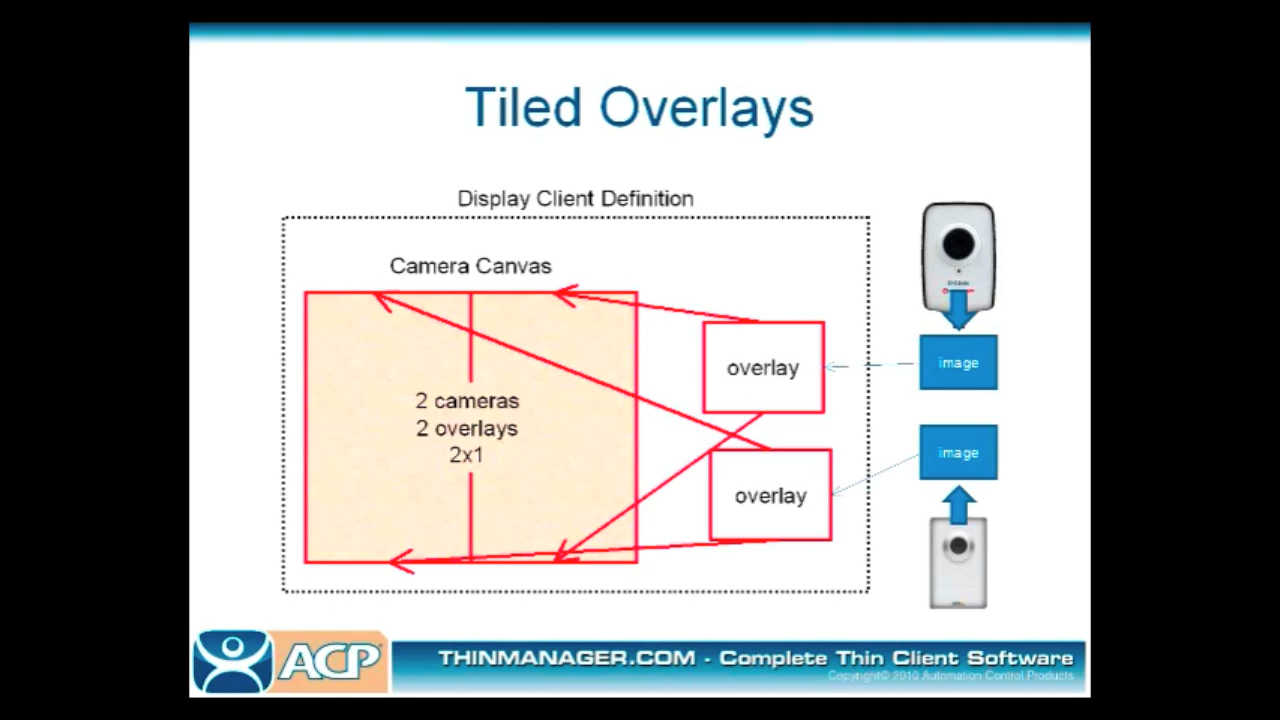 Tiled Overlays
Display Client Definition
Camera Canvas
2 cameras
2 overlays
2x1
overlay
overlay
image
image
D-Link
ACP
THINMANAGER.COM - Complete Thin Client Software
Copyright© 2010 Automation Control Products